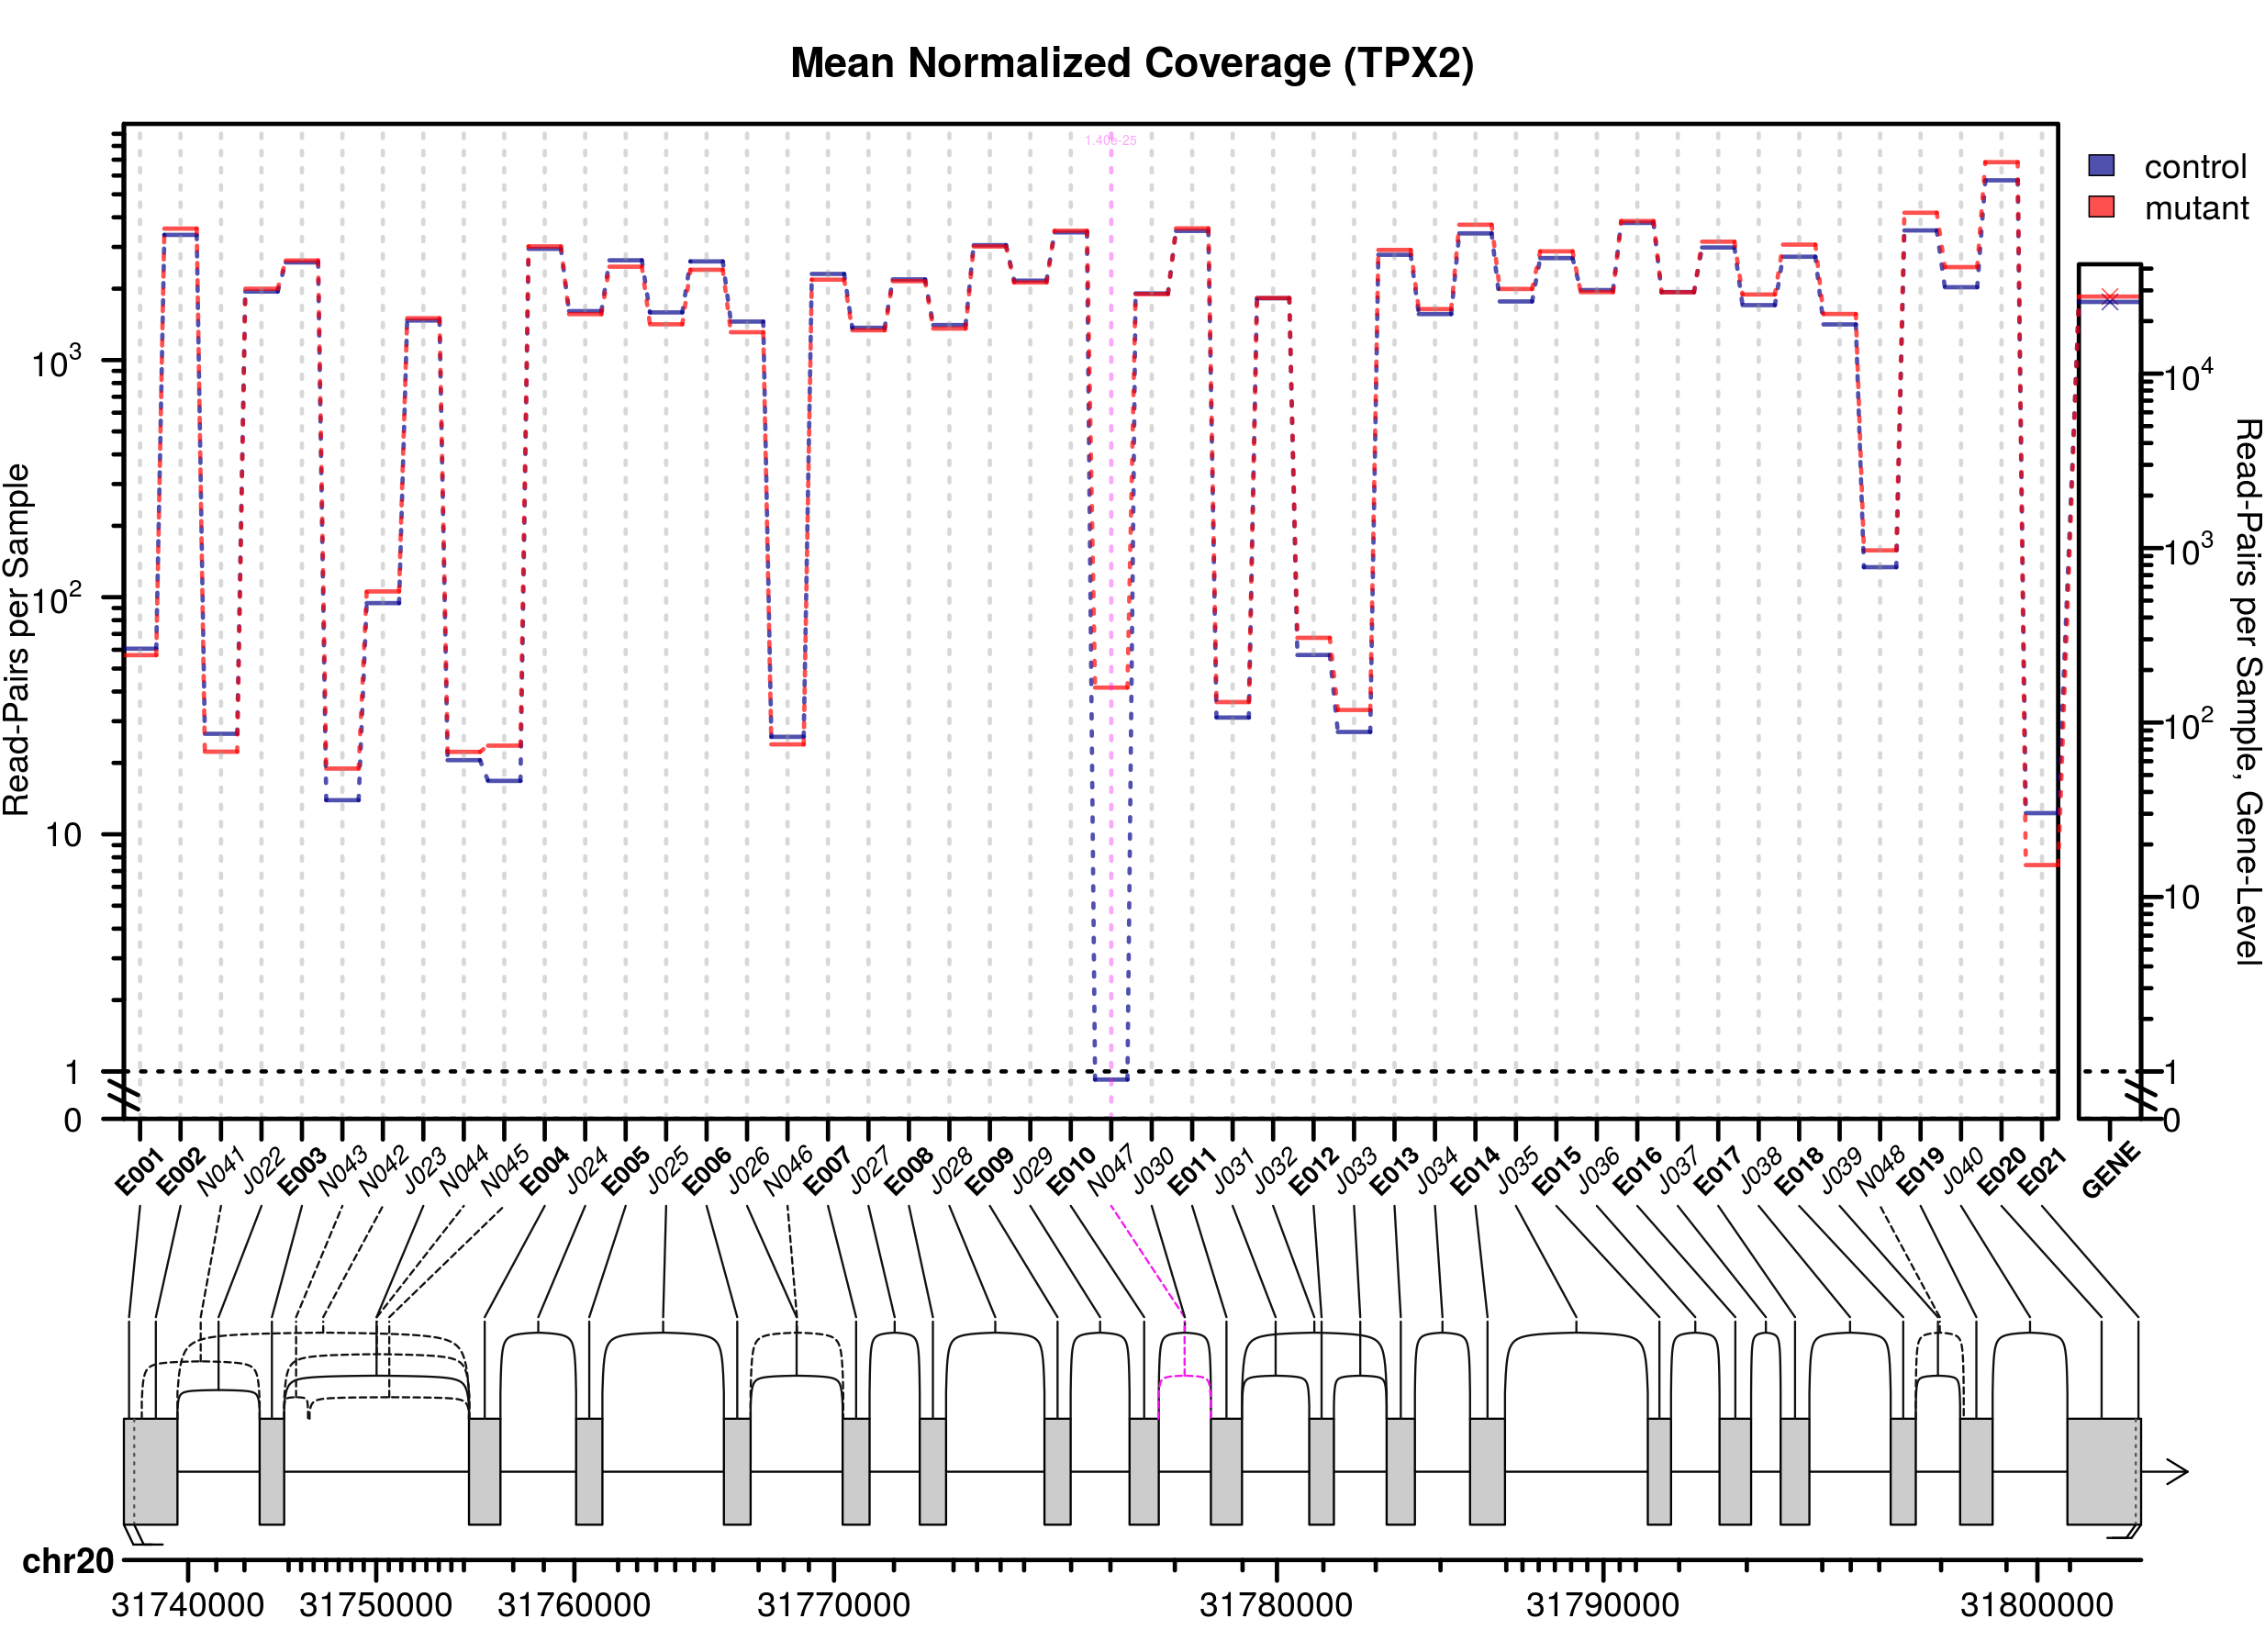 Mean Normalized Coverage (TPX2)
1.40e-25
control
mutant
Read-Pairs per Sample
10³
10²
10
1
0
10⁴
10³
10²
10
1
0
Read-Pairs per Sample, Gene-Level
E001 E002 N041 J022 E003 N043 N042 J023 N044 N045 E004 J024 E005 J025 E006 J026 N046 E007 J027 E008 J028 E009 J029 E010 N047 J030 E011 J031 J032 E012 J033 E013 J034 E014 J035 E015 J036 E016 J037 E017 J038 E018 J039 N048 E019 J040 E020 E021 GENE
chr20
31740000 31750000 31760000 31770000 31780000 31790000 31800000